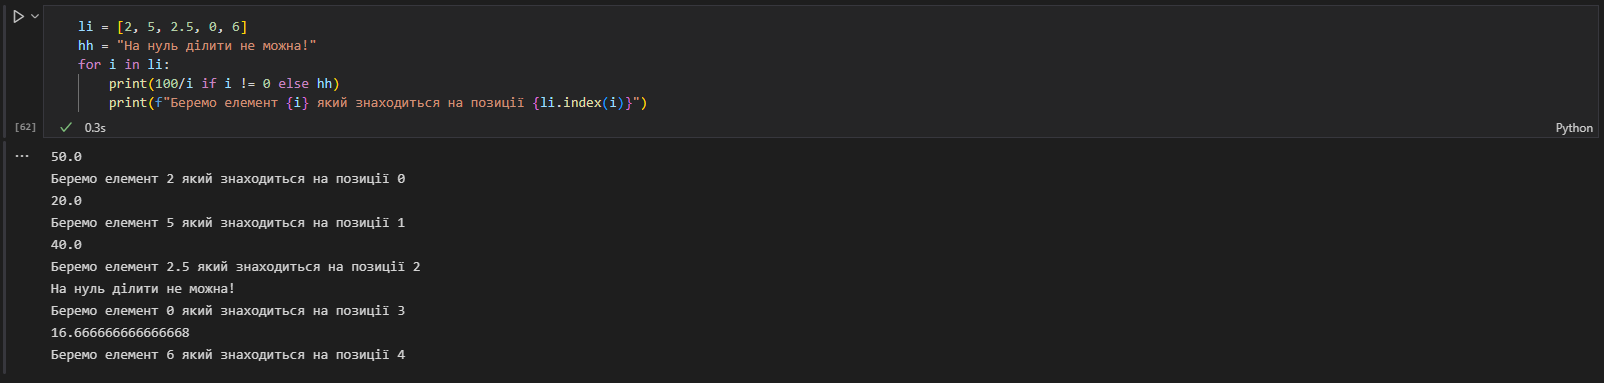 li = [2, 5, 2.5, 0, 6]
hh = "На нуль ділити не можна!"
for i in li:
    print(100/i if i != 0 else hh)
    print(f"Беремо елемент {i} який знаходиться на позиції {li.index(i)}")
[62] 0.3s Python
50.0
Беремо елемент 2 який знаходиться на позиції 0
20.0
Беремо елемент 5 який знаходиться на позиції 1
40.0
Беремо елемент 2.5 який знаходиться на позиції 2
На нуль ділити не можна!
Беремо елемент 0 який знаходиться на позиції 3
16.666666666666668
Беремо елемент 6 який знаходиться на позиції 4